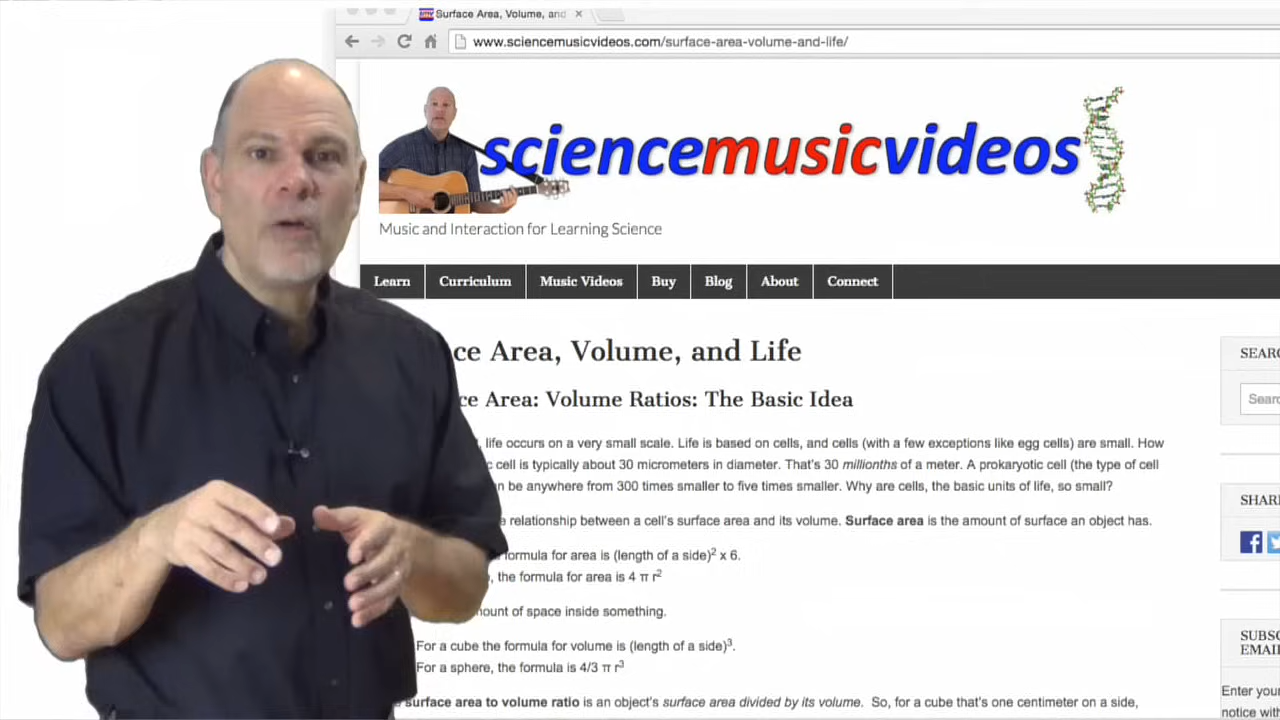 Surface Area, Volume, and
www.sciencemusicvideos.com/surface-area-volume-and-life/
sciencemusicvideos
Music and Interaction for Learning Science
Learn Curriculum Music Videos Buy Blog About Connect
ce Area, Volume, and Life
ce Area: Volume Ratios: The Basic Idea
life occurs on a very small scale. Life is based on cells, and cells (with a few exceptions like egg cells) are small. How
cell is typically about 30 micrometers in diameter. That's 30 millionths of a meter. A prokaryotic cell (the type of cell
be anywhere from 300 times smaller to five times smaller. Why are cells, the basic units of life, so small?
relationship between a cell's surface area and its volume. Surface area is the amount of surface an object has.
formula for area is (length of a side)² x 6.
, the formula for area is 4 π r²
mount of space inside something.
For a cube the formula for volume is (length of a side)³.
For a sphere, the formula is 4/3 π r³
surface area to volume ratio is an object's surface area divided by its volume. So, for a cube that's one centimeter on a side,
SEARC
Searc
SHARE
SUBSC
EMAIL
Enter your
notice with